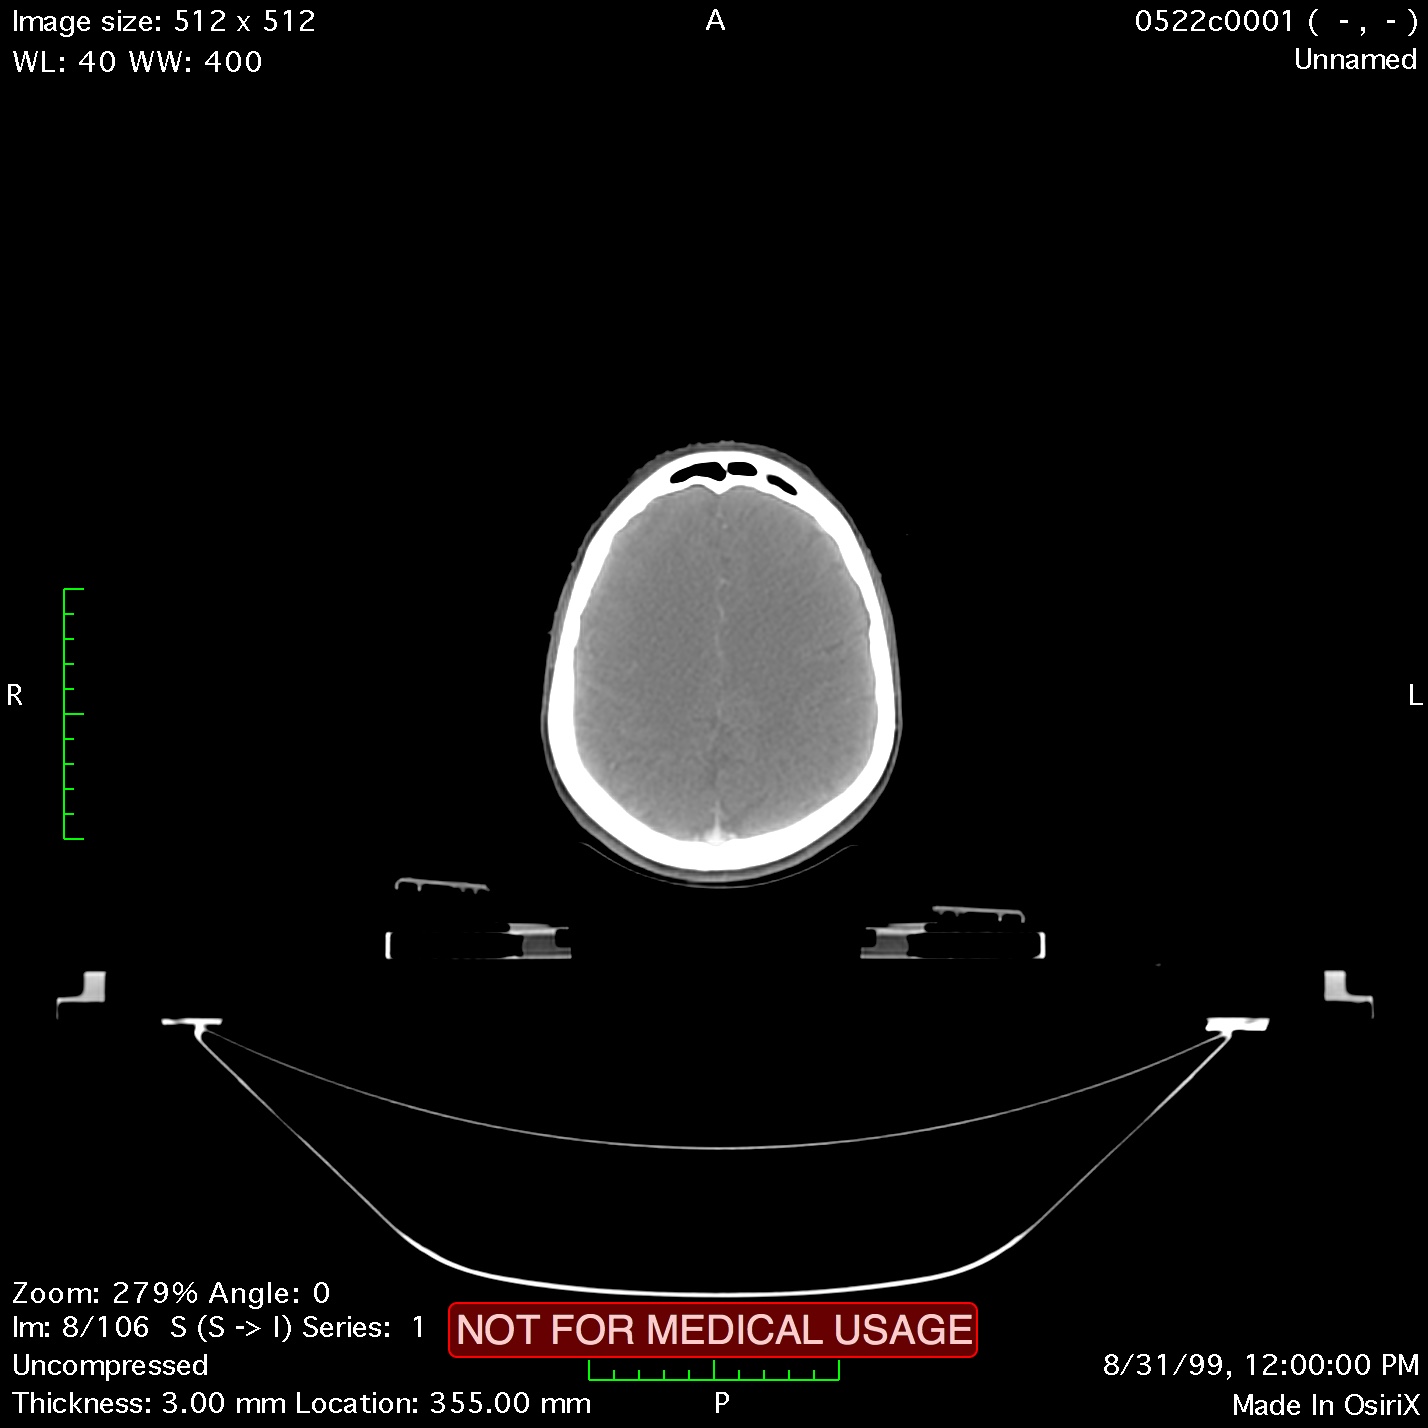 Image size: 512 x 512
WL: 40 WW: 400
A
0522c0001 ( -, -)
Unnamed
R
L
Zoom: 279% Angle: 0
Im: 8/106 S (S -> I) Series: 1
Uncompressed
Thickness: 3.00 mm Location: 355.00 mm
NOT FOR MEDICAL USAGE
P
8/31/99, 12:00:00 PM
Made In OsiriX